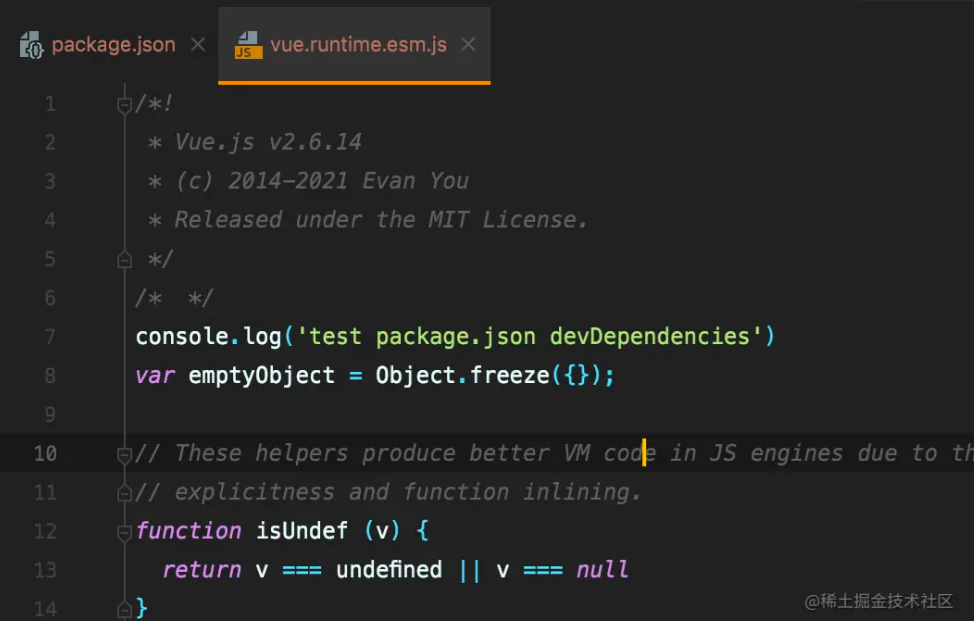 package.json vue.runtime.esm.js
1 /*!
2 * Vue.js v2.6.14
3 * (c) 2014-2021 Evan You
4 * Released under the MIT License.
5 */
6 /* */
7 console.log('test package.json devDependencies')
8 var emptyObject = Object.freeze({});
9
10 // These helpers produce better VM code in JS engines due to th
11 // explicitness and function inlining.
12 function isUndef (v) {
13 return v === undefined || v === null
14 }
@稀土掘金技术社区